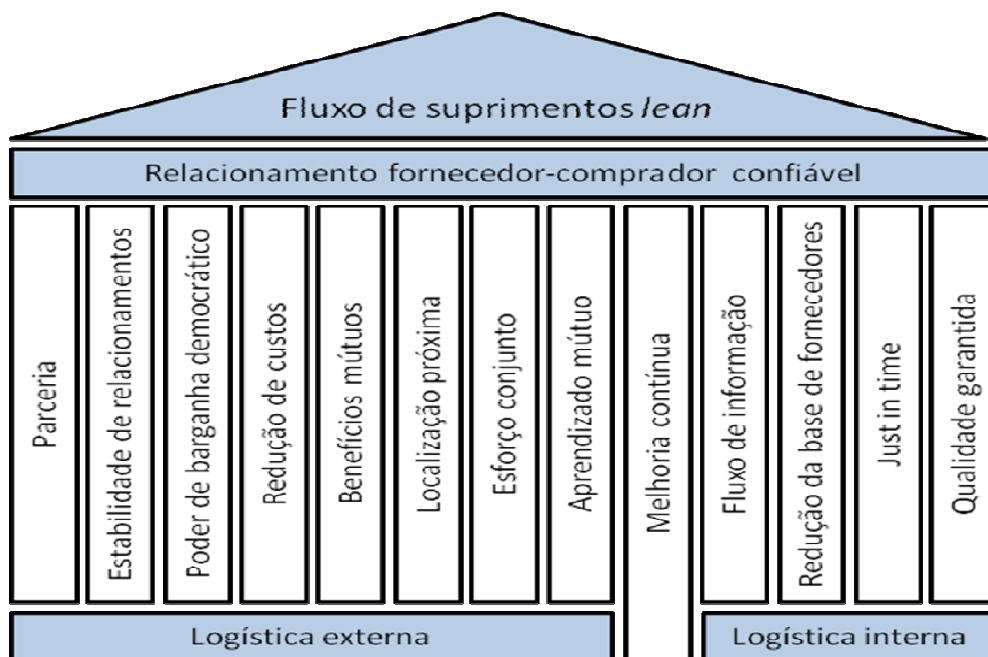 Fluxo de suprimentos lean
Relacionamento fornecedor-comprador confiável
Parceria
Estabilidade de relacionamentos
Poder de barganha democrático
Redução de custos
Benefícios mútuos
Localização próxima
Esforço conjunto
Aprendizado mútuo
Melhoria contínua
Fluxo de informação
Redução da base de fornecedores
Just in time
Qualidade garantida
Logística externa
Logística interna